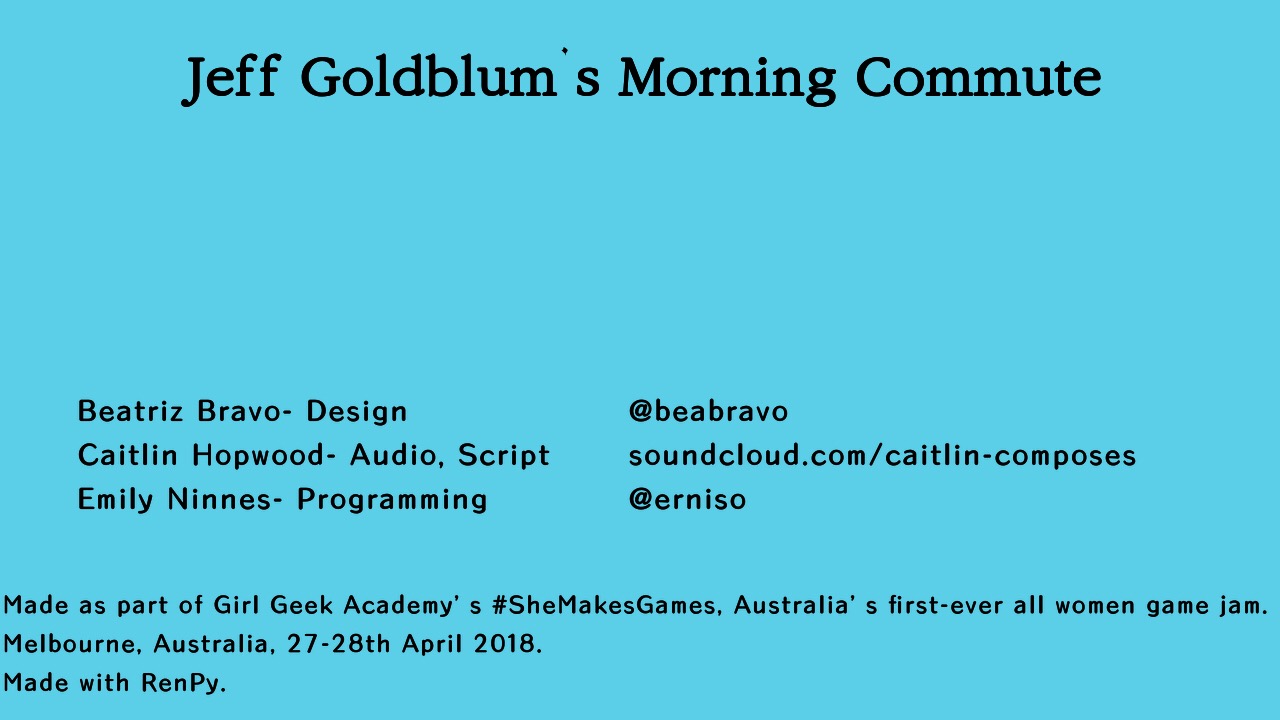 Jeff Goldblum's Morning Commute
Beatriz Bravo- Design @beabravo
Caitlin Hopwood- Audio, Script soundcloud.com/caitlin-composes
Emily Ninnes- Programming @erniso
Made as part of Girl Geek Academy’s #SheMakesGames, Australia’s first-ever all women game jam.
Melbourne, Australia, 27-28th April 2018.
Made with RenPy.